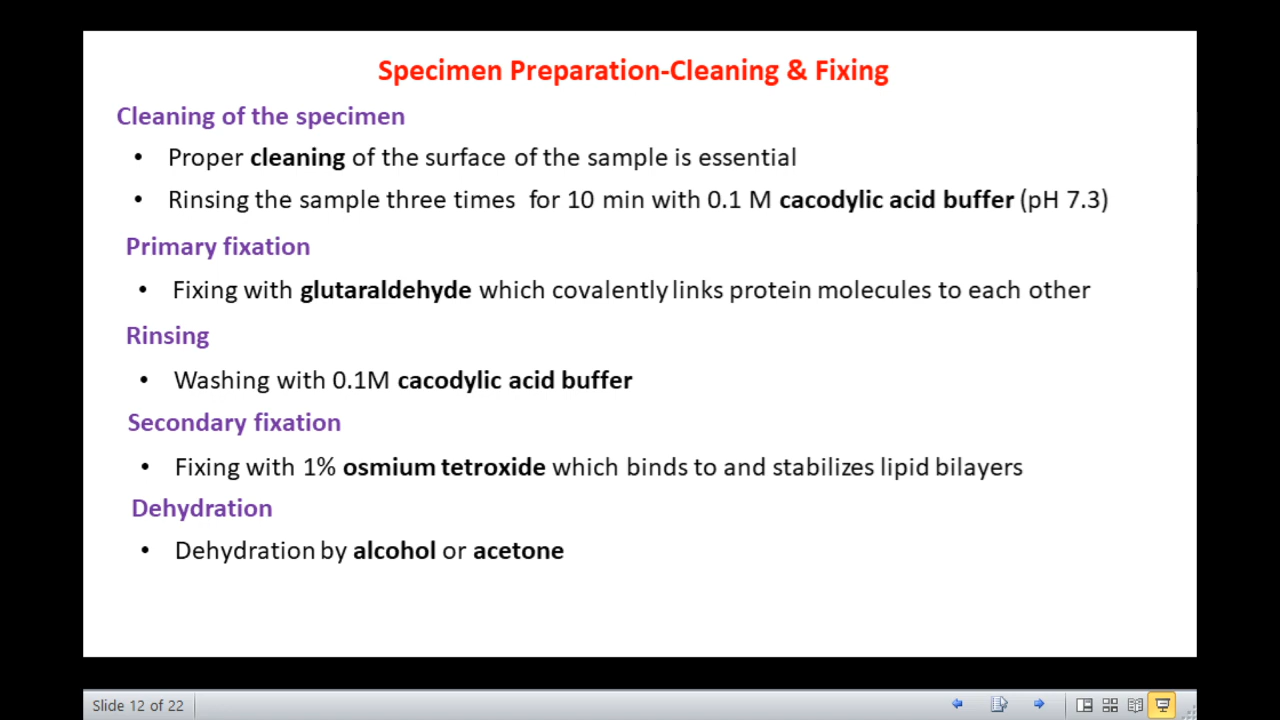 Specimen Preparation-Cleaning & Fixing
Cleaning of the specimen
• Proper cleaning of the surface of the sample is essential
• Rinsing the sample three times for 10 min with 0.1 M cacodylic acid buffer (pH 7.3)
Primary fixation
• Fixing with glutaraldehyde which covalently links protein molecules to each other
Rinsing
• Washing with 0.1M cacodylic acid buffer
Secondary fixation
• Fixing with 1% osmium tetroxide which binds to and stabilizes lipid bilayers
Dehydration
• Dehydration by alcohol or acetone
Slide 12 of 22